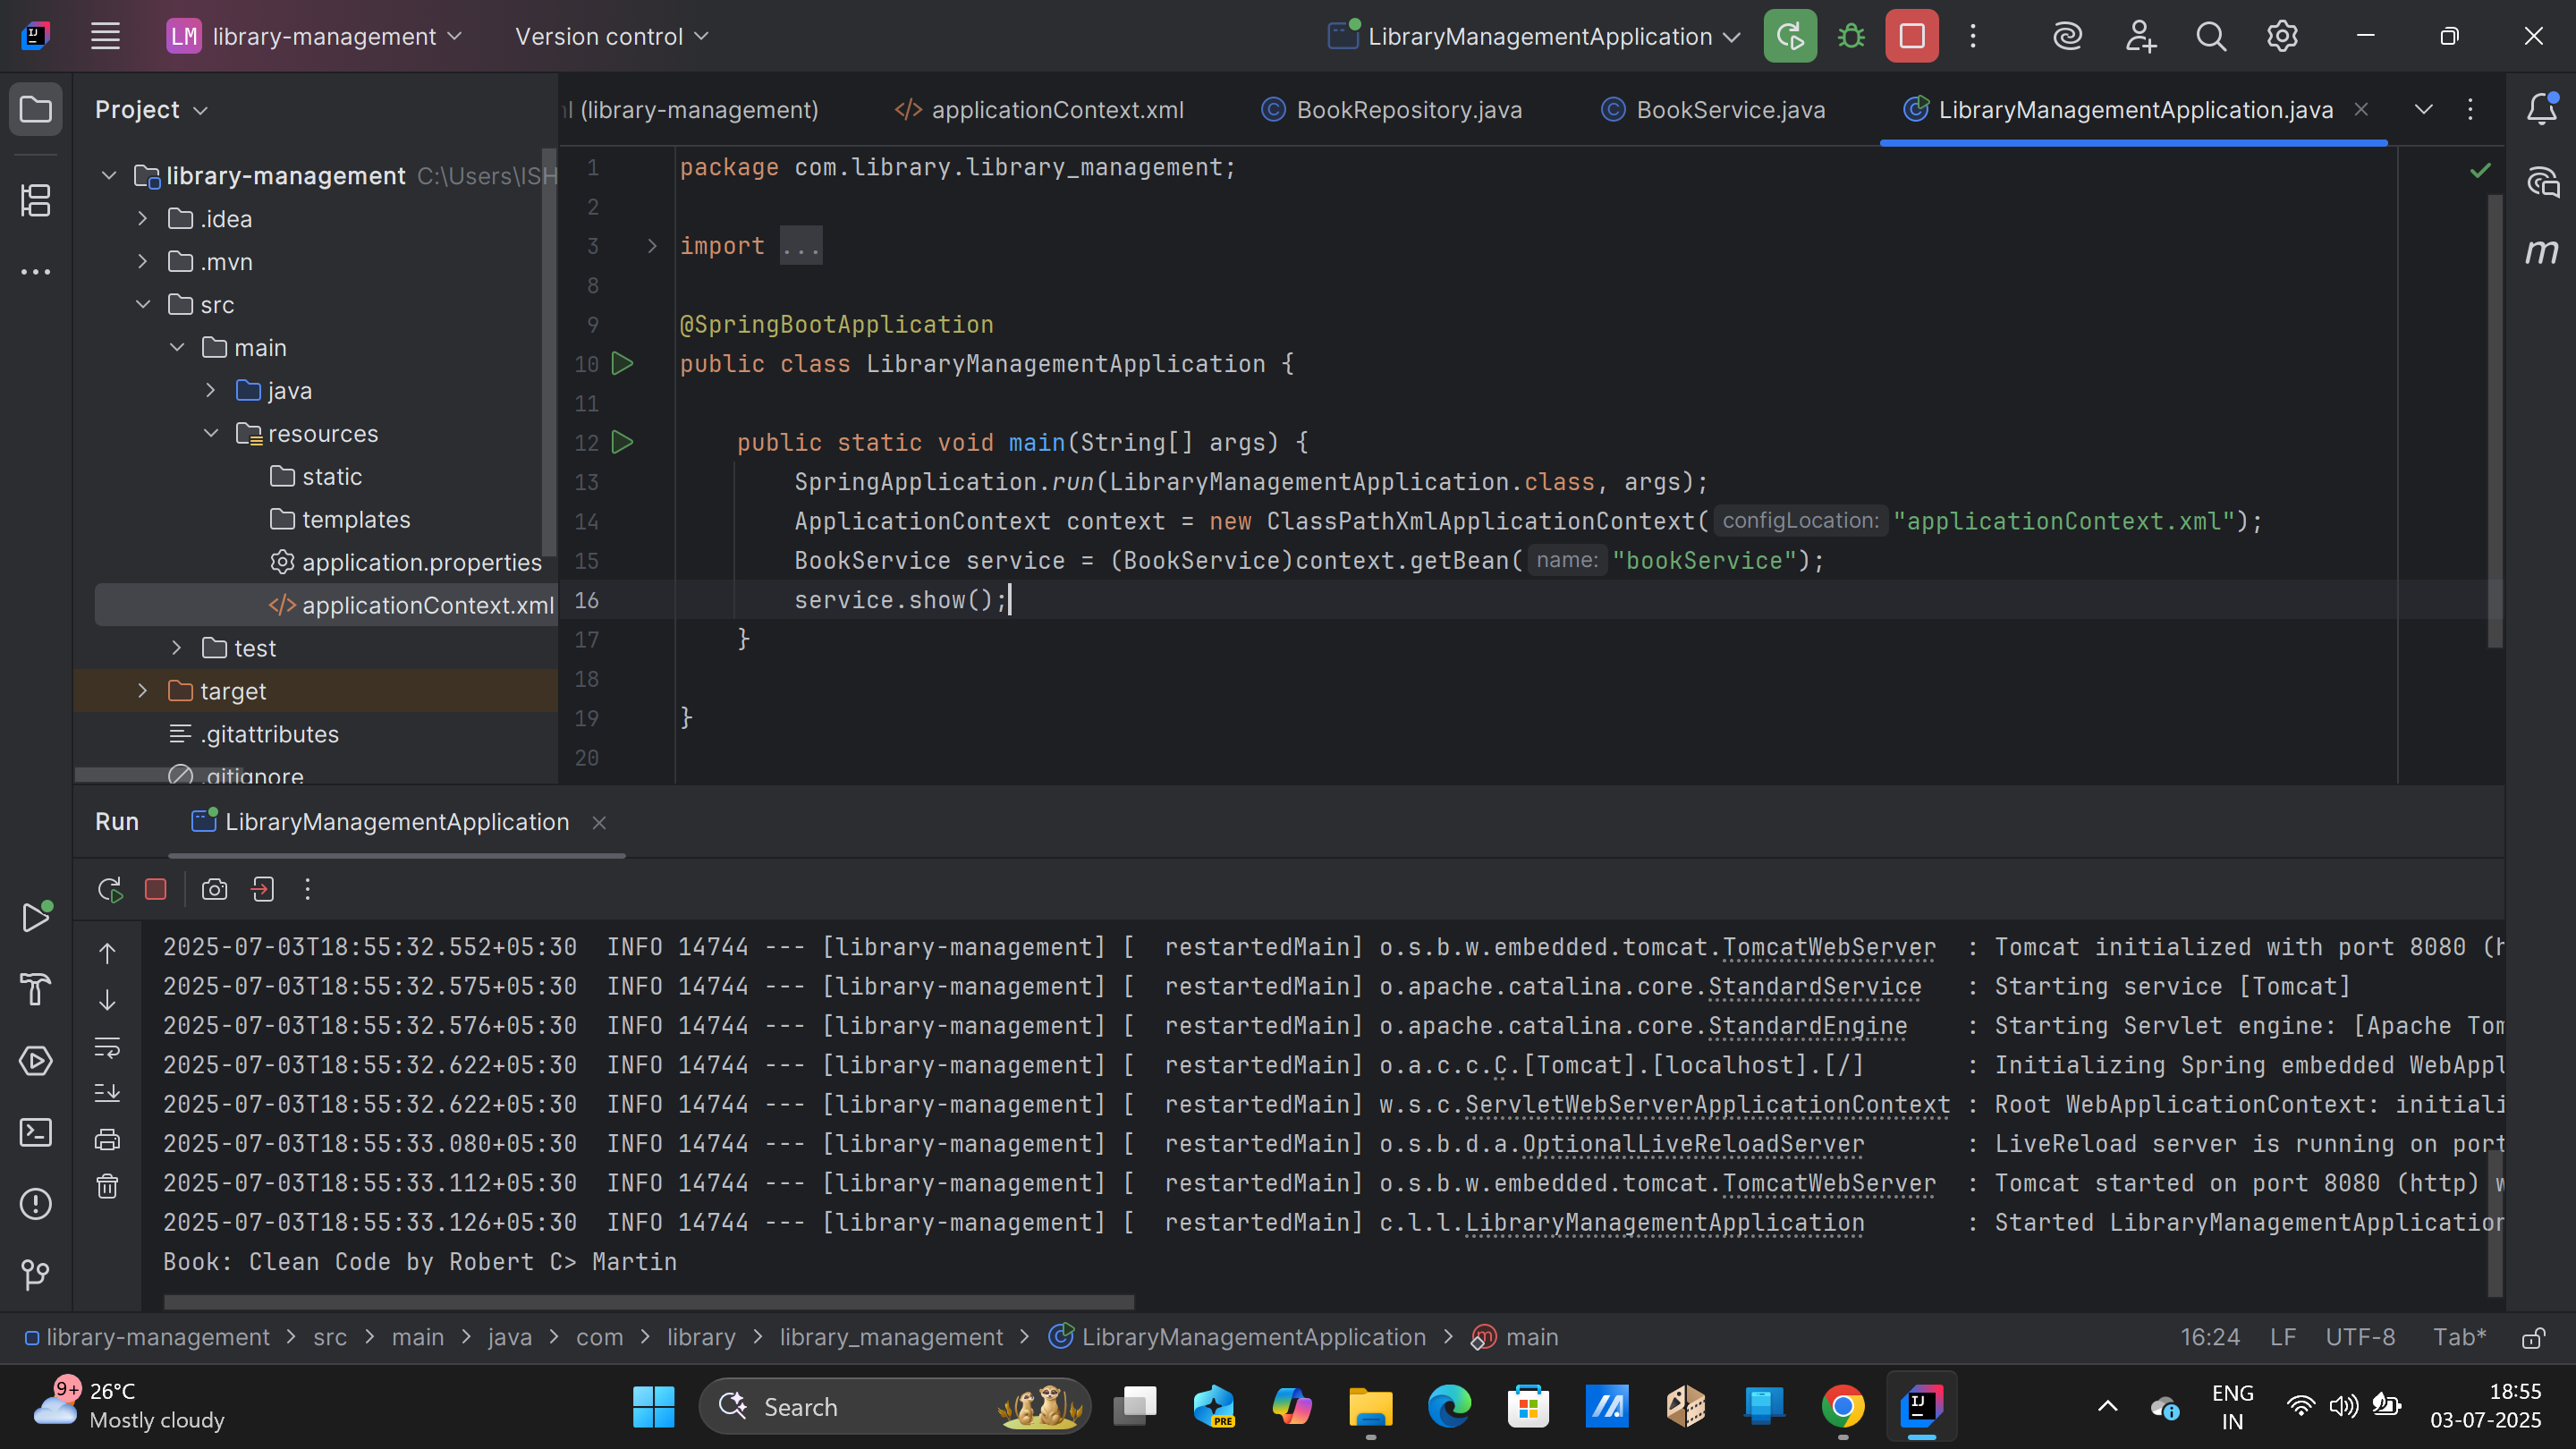 LM library-management
Version control
LibraryManagementApplication
Project
library-management C:\Users\ISH
.idea
.mvn
src
main
java
resources
static
templates
application.properties
applicationContext.xml
test
target
.gitattributes
.gitignore
(library-management)
applicationContext.xml
BookRepository.java
BookService.java
LibraryManagementApplication.java
1 package com.library.library_management;
2
3 import ...
8
9 @SpringBootApplication
10 public class LibraryManagementApplication {
11
12 public static void main(String[] args) {
13 SpringApplication.run(LibraryManagementApplication.class, args);
14 ApplicationContext context = new ClassPathXmlApplicationContext( configLocation: "applicationContext.xml");
15 BookService service = (BookService)context.getBean( name: "bookService");
16 service.show();
17 }
18
19 }
20
Run
LibraryManagementApplication
2025-07-03T18:55:32.552+05:30 INFO 14744 --- [library-management] [ restartedMain] o.s.b.w.embedded.tomcat.TomcatWebServer : Tomcat initialized with port 8080 (h
2025-07-03T18:55:32.575+05:30 INFO 14744 --- [library-management] [ restartedMain] o.apache.catalina.core.StandardService : Starting service [Tomcat]
2025-07-03T18:55:32.576+05:30 INFO 14744 --- [library-management] [ restartedMain] o.apache.catalina.core.StandardEngine : Starting Servlet engine: [Apache Tom
2025-07-03T18:55:32.622+05:30 INFO 14744 --- [library-management] [ restartedMain] o.a.c.c.C.[Tomcat].[localhost].[/] : Initializing Spring embedded WebAppl
2025-07-03T18:55:32.622+05:30 INFO 14744 --- [library-management] [ restartedMain] w.s.c.ServletWebServerApplicationContext : Root WebApplicationContext: initiali
2025-07-03T18:55:33.080+05:30 INFO 14744 --- [library-management] [ restartedMain] o.s.b.d.a.OptionalLiveReloadServer : LiveReload server is running on port
2025-07-03T18:55:33.112+05:30 INFO 14744 --- [library-management] [ restartedMain] o.s.b.w.embedded.tomcat.TomcatWebServer : Tomcat started on port 8080 (http) w
2025-07-03T18:55:33.126+05:30 INFO 14744 --- [library-management] [ restartedMain] c.l.l.LibraryManagementApplication : Started LibraryManagementApplication
Book: Clean Code by Robert C> Martin
library-management > src > main > java > com > library > library_management > LibraryManagementApplication > main
16:24 LF UTF-8 Tab*
9+
26°C
Mostly cloudy
Search
PRE
ENG
IN
18:55
03-07-2025